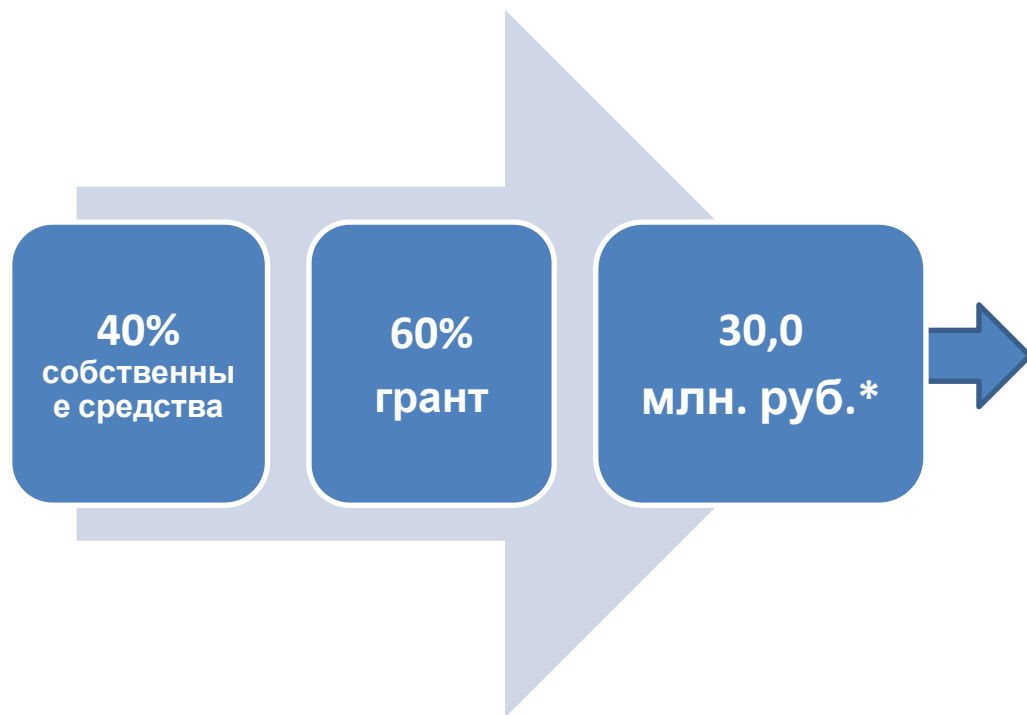 40%
собственны
е средства
60%
грант
30,0
млн. руб.*